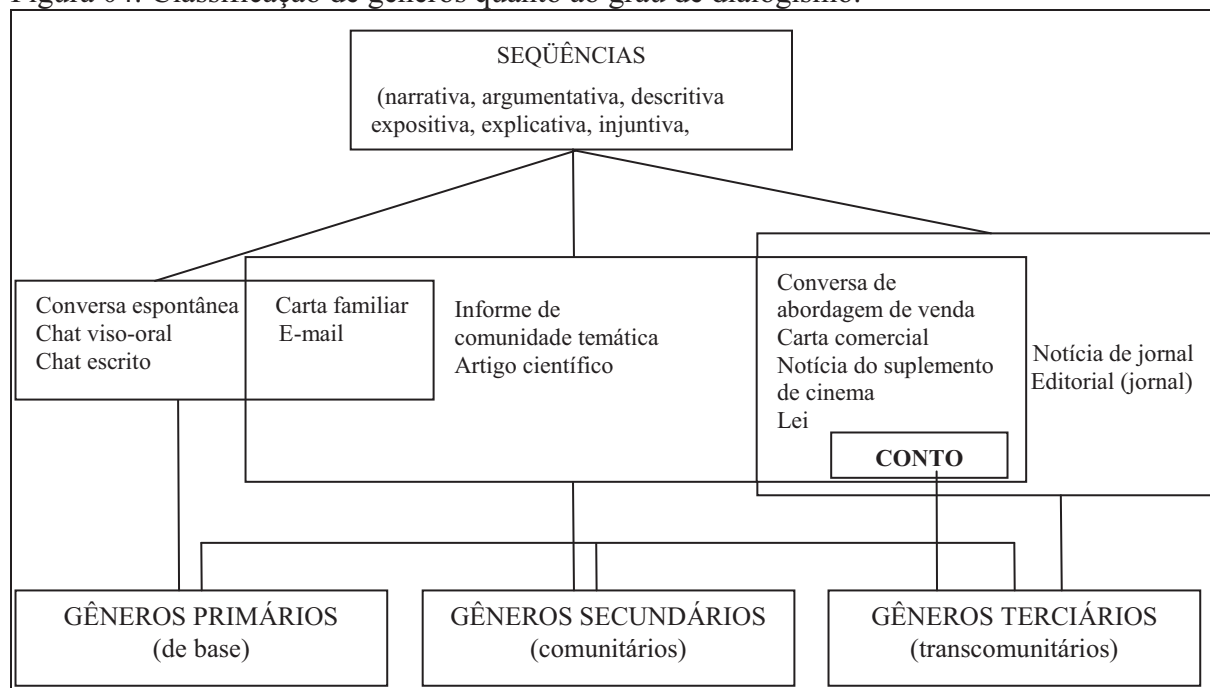 Figura 04: Classificação de gêneros quanto ao grau de dialogismo.
SEQÜÊNCIAS
(narrativa, argumentativa, descritiva
expositiva, explicativa, injuntiva,
Conversa espontânea
Chat viso-oral
Chat escrito
Carta familiar
E-mail
Informe de
comunidade temática
Artigo científico
Conversa de
abordagem de venda
Carta comercial
Notícia do suplemento
de cinema
Lei
CONTO
Notícia de jornal
Editorial (jornal)
GÊNEROS PRIMÁRIOS
(de base)
GÊNEROS SECUNDÁRIOS
(comunitários)
GÊNEROS TERCIÁRIOS
(transcomunitários)